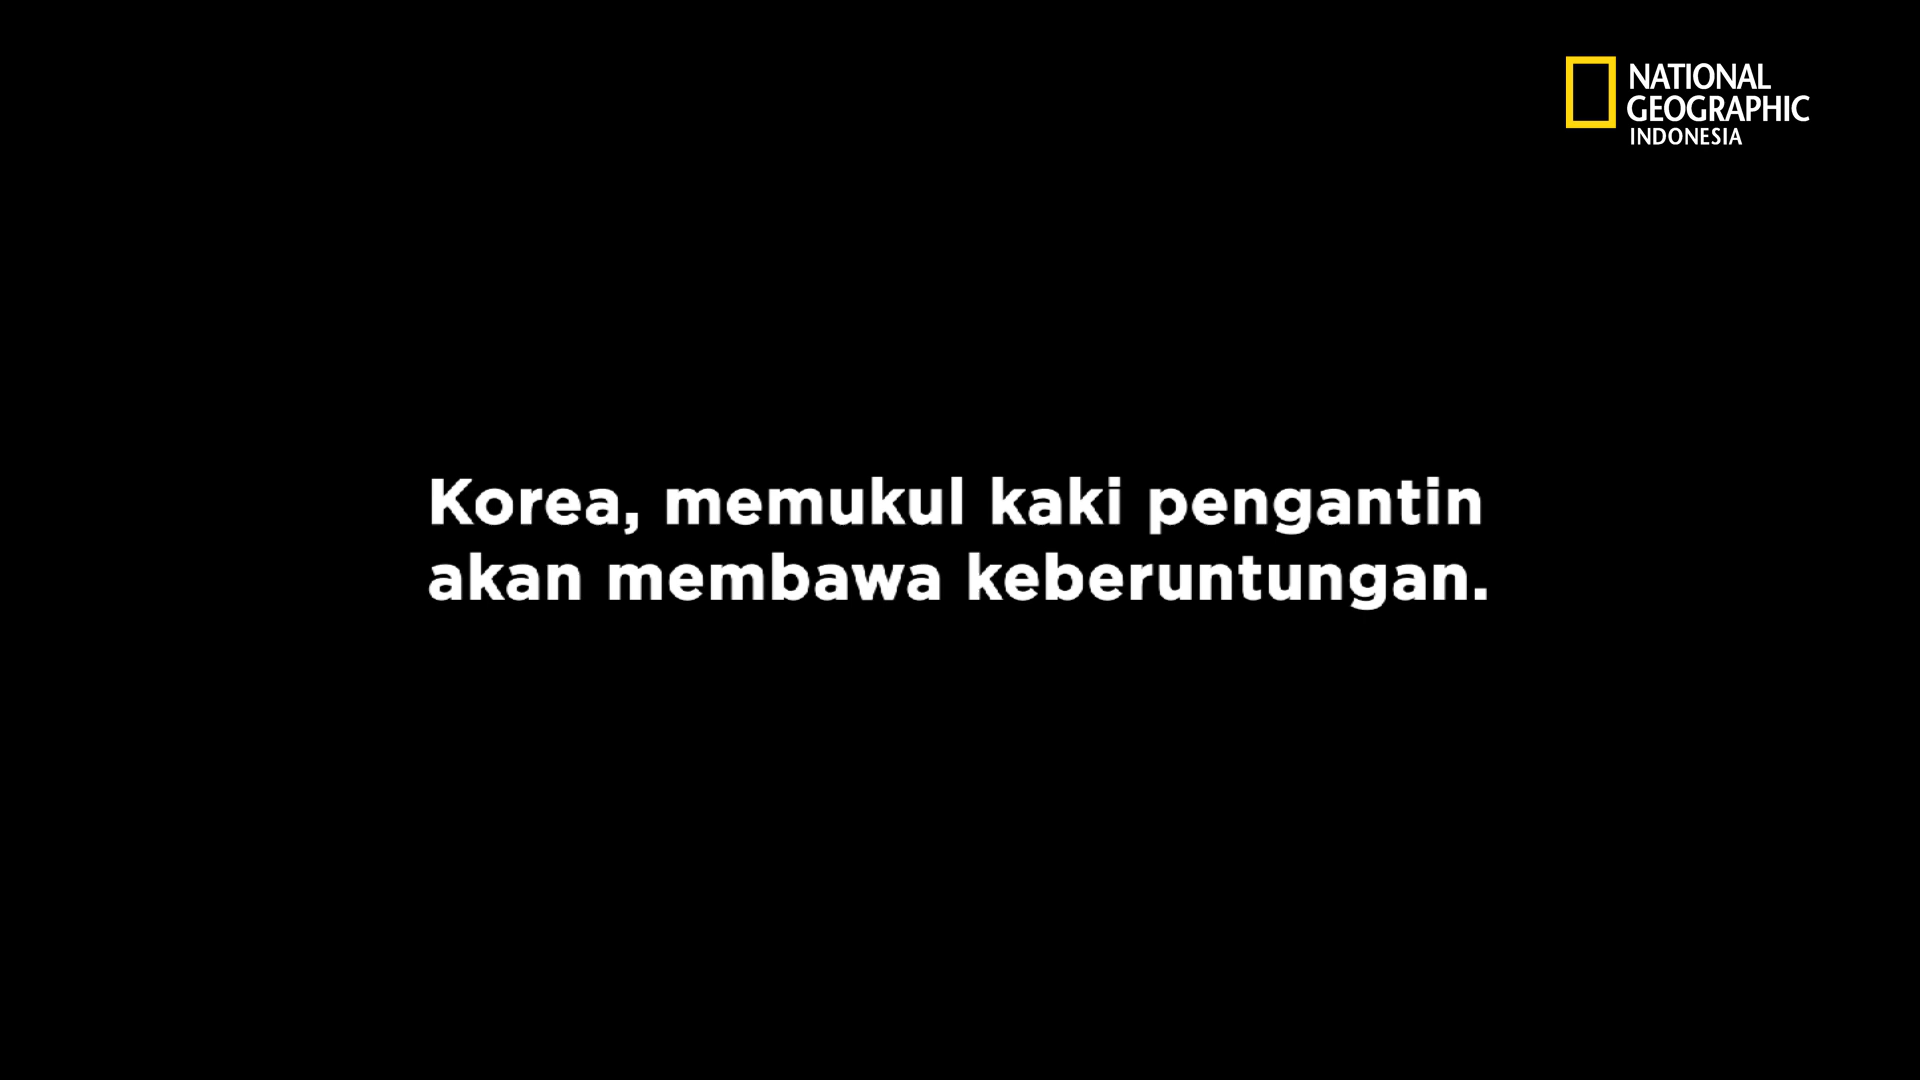 NATIONAL
GEOGRAPHIC
INDONESIA
Korea, memukul kaki pengantin
akan membawa keberuntungan.